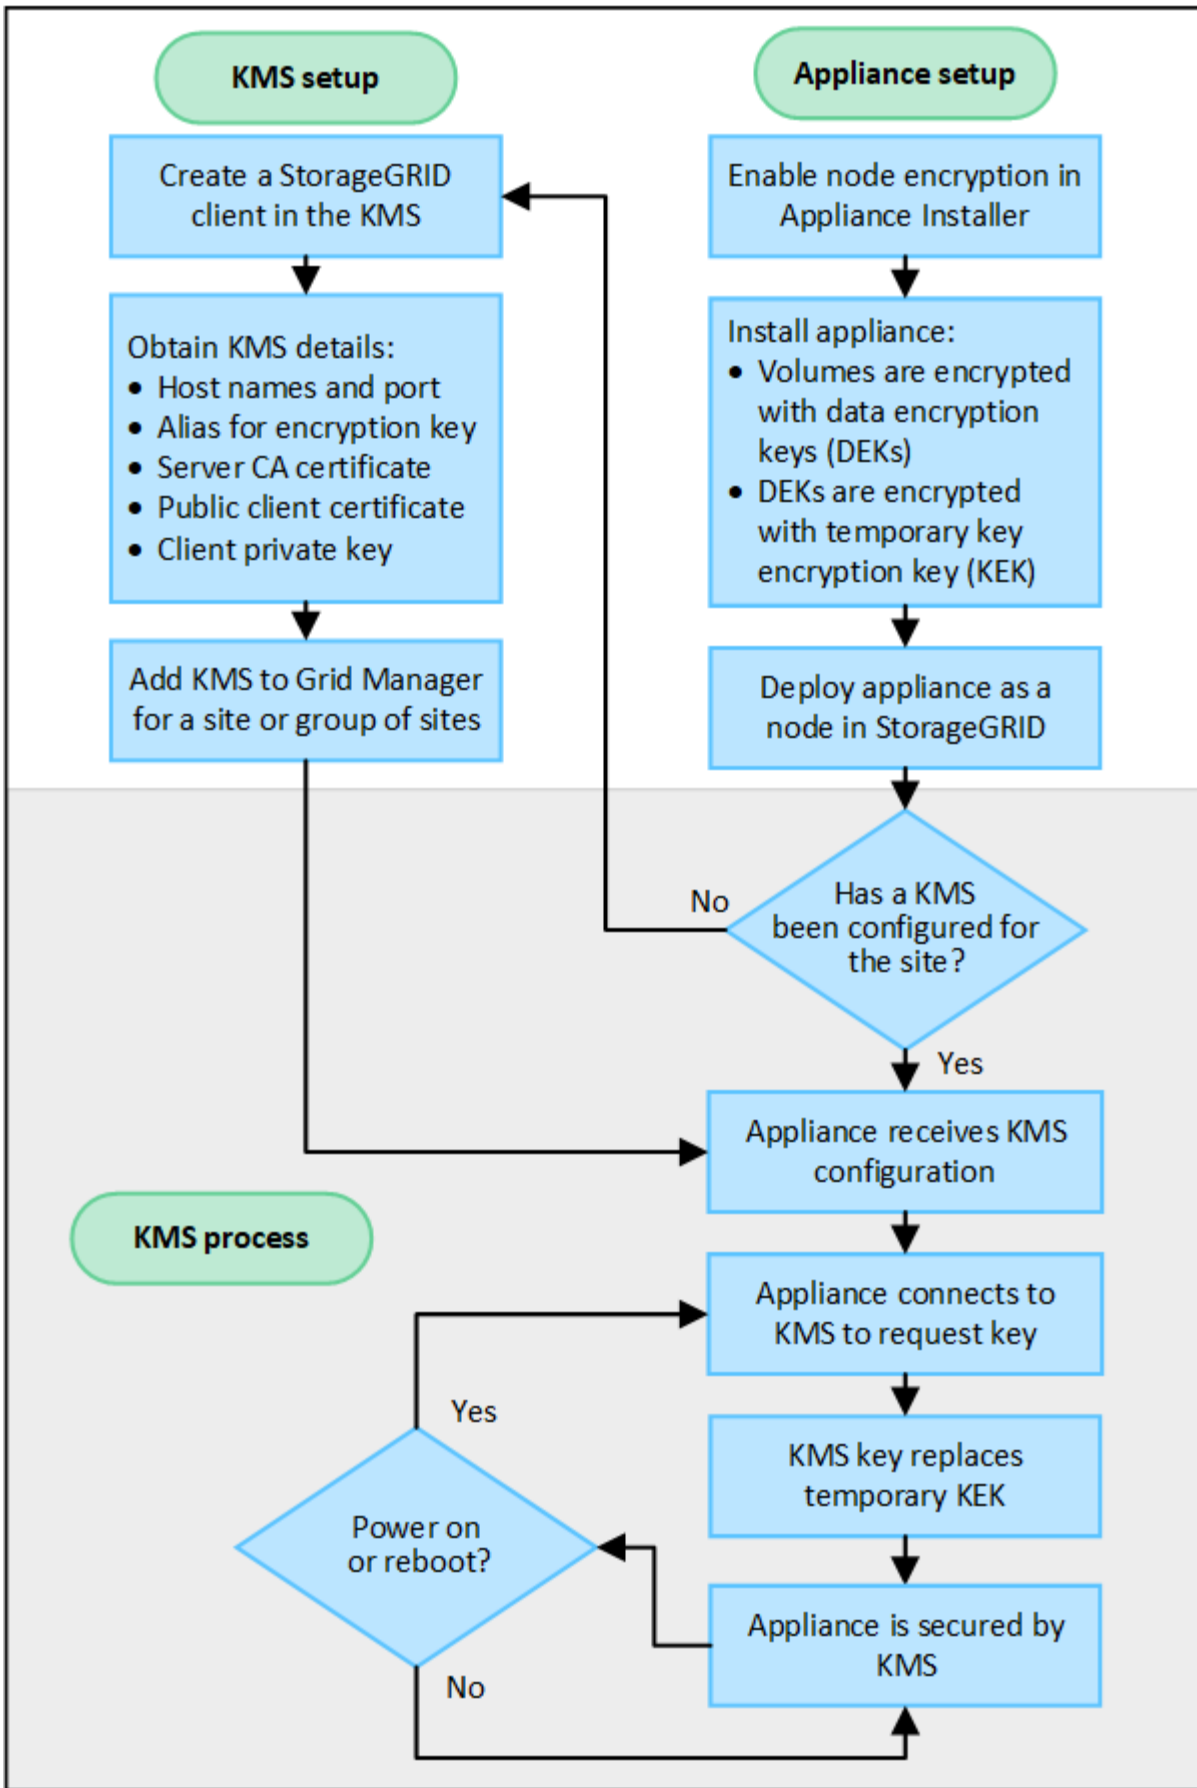 KMS setup
Create a StorageGRID
client in the KMS
Obtain KMS details:
• Host names and port
• Alias for encryption key
• Server CA certificate
• Public client certificate
• Client private key
Add KMS to Grid Manager
for a site or group of sites
Appliance setup
Enable node encryption in
Appliance Installer
Install appliance:
• Volumes are encrypted
with data encryption
keys (DEKs)
• DEKs are encrypted
with temporary key
encryption key (KEK)
Deploy appliance as a
node in StorageGRID
Has a KMS
been configured for
the site?
No
Yes
KMS process
Appliance receives KMS
configuration
Appliance connects to
KMS to request key
KMS key replaces
temporary KEK
Appliance is secured by
KMS
Power on
or reboot?
Yes
No